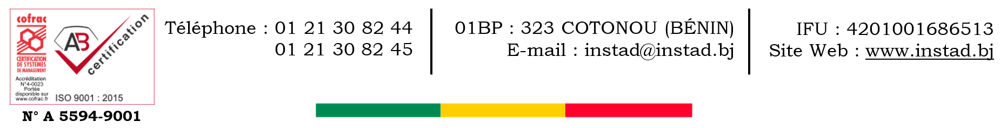 cofrac
CERTIFICATION
DE SYSTEMES
DE MANAGEMENT
Accréditation
N°4-0023
Portée
disponible sur
www.cofrac.fr
AB
certification
ISO 9001 : 2015
N° A 5594-9001
Téléphone : 01 21 30 82 44
01 21 30 82 45
01BP : 323 COTONOU (BÉNIN)
E-mail : instad@instad.bj
IFU : 4201001686513
Site Web : www.instad.bj